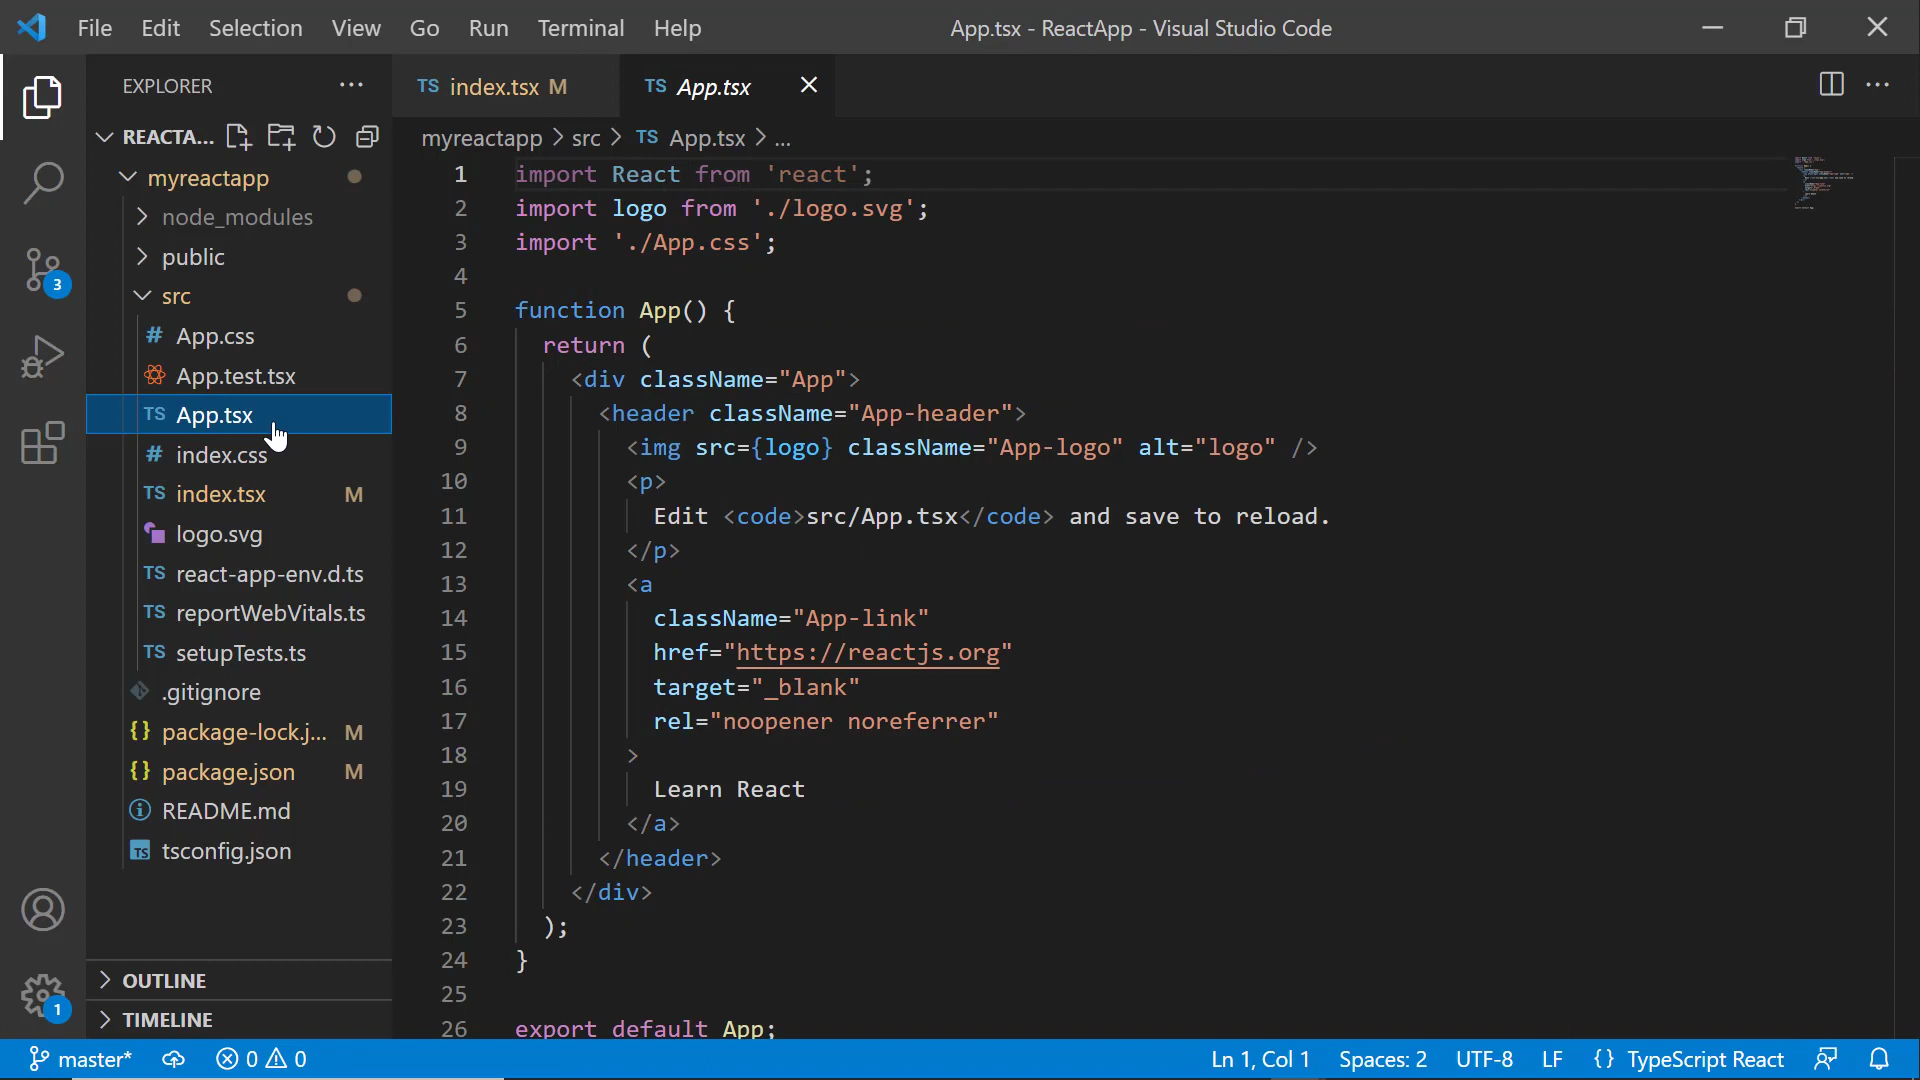 File Edit Selection View Go Run Terminal Help
App.tsx - ReactApp - Visual Studio Code
EXPLORER
REACTA...
myreactapp
node_modules
public
src
# App.css
App.test.tsx
TS App.tsx
# index.css
TS index.tsx M
logo.svg
TS react-app-env.d.ts
TS reportWebVitals.ts
TS setupTests.ts
.gitignore
{} package-lock.j... M
{} package.json M
README.md
TS tsconfig.json
OUTLINE
TIMELINE
3
1
TS index.tsx M
TS App.tsx
myreactapp > src > TS App.tsx > ...
1 import React from 'react';
2 import logo from './logo.svg';
3 import './App.css';
4
5 function App() {
6 return (
7 <div className="App">
8 <header className="App-header">
9 <img src={logo} className="App-logo" alt="logo" />
10 <p>
11 Edit <code>src/App.tsx</code> and save to reload.
12 </p>
13 <a
14 className="App-link"
15 href="https://reactjs.org"
16 target="_blank"
17 rel="noopener noreferrer"
18 >
19 Learn React
20 </a>
21 </header>
22 </div>
23 );
24 }
25
26 export default App;
master* 0 0 Ln 1, Col 1 Spaces: 2 UTF-8 LF {} TypeScript React